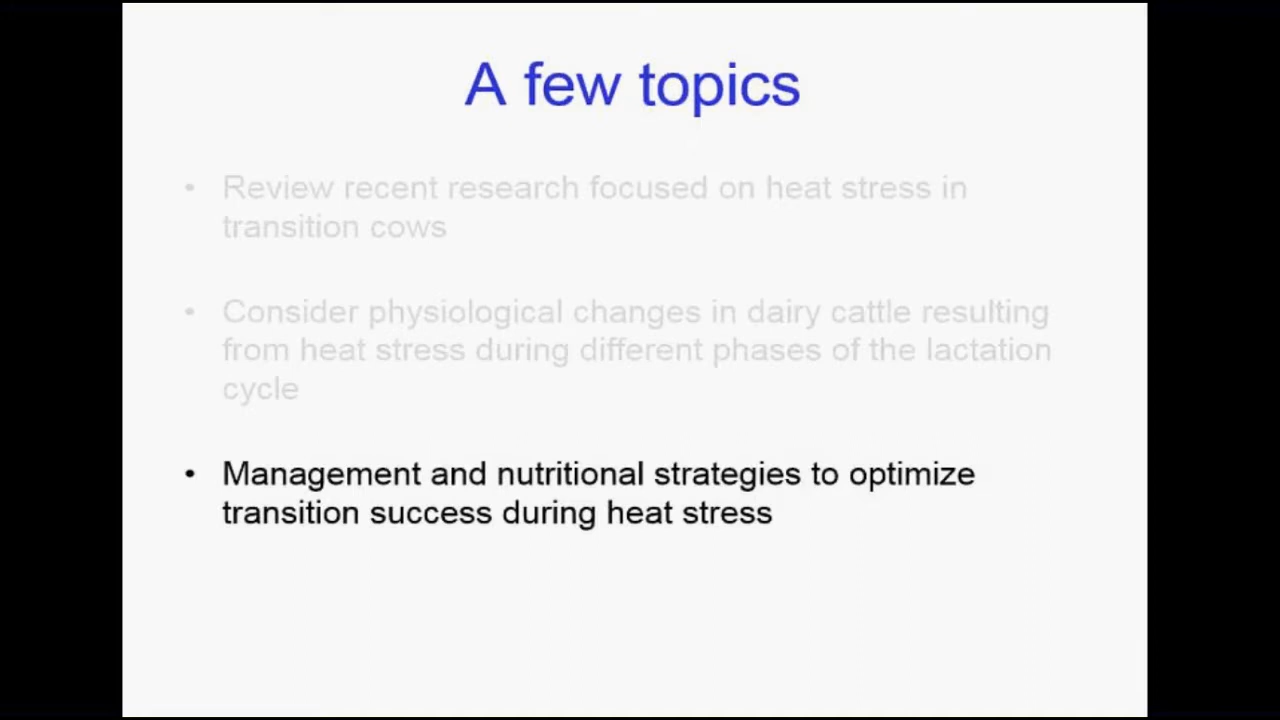 A few topics
• Review recent research focused on heat stress in
transition cows
• Consider physiological changes in dairy cattle resulting
from heat stress during different phases of the lactation
cycle
• Management and nutritional strategies to optimize
transition success during heat stress